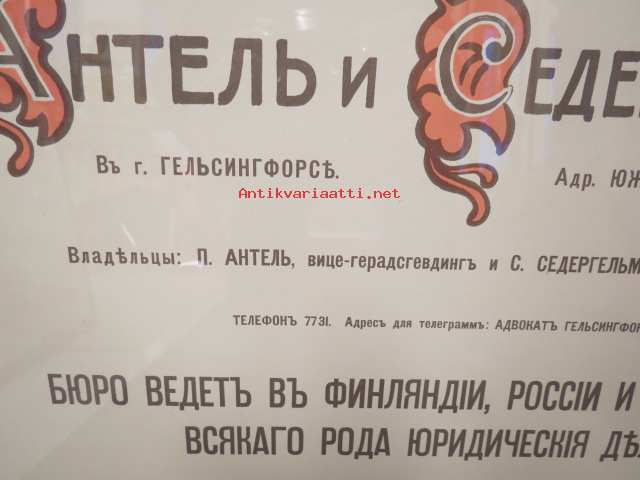 АНТЕЛЬ и СЕДЕ
Въ г. ГЕЛЬСИНГФОРСѢ. Адр. ЮЖ
Antikvariaatti.net
Владѣльцы: П. АНТЕЛЬ, вице-герадсгевдингъ и С. СЕДЕРГЕЛЬМ
ТЕЛЕФОНЪ 7731. Адресъ для телеграммъ: АДВОКАТЪ ГЕЛЬСИНГФОР
БЮРО ВЕДЕТЪ ВЪ ФИНЛЯНДІИ, РОССІИ И
ВСЯКАГО РОДА ЮРИДИЧЕСКІЯ ДѢЛ